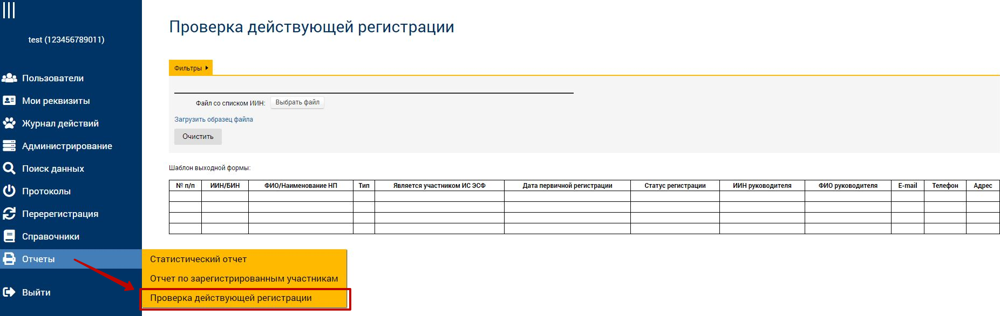 test (123456789011)
Пользователи
Мои реквизиты
Журнал действий
Администрирование
Поиск данных
Протоколы
Перерегистрация
Справочники
Отчеты
Выйти
Проверка действующей регистрации
Фильтры
Файл со списком ИИН: Выбрать файл
Загрузить образец файла
Очистить
Шаблон выходной формы:
№ п/п ИИН/БИН ФИО/Наименование НП Тип Является участником ИС ЭСФ Дата первичной регистрации Статус регистрации ИИН руководителя ФИО руководителя E-mail Телефон Адрес
Статистический отчет
Отчет по зарегистрированным участникам
Проверка действующей регистрации